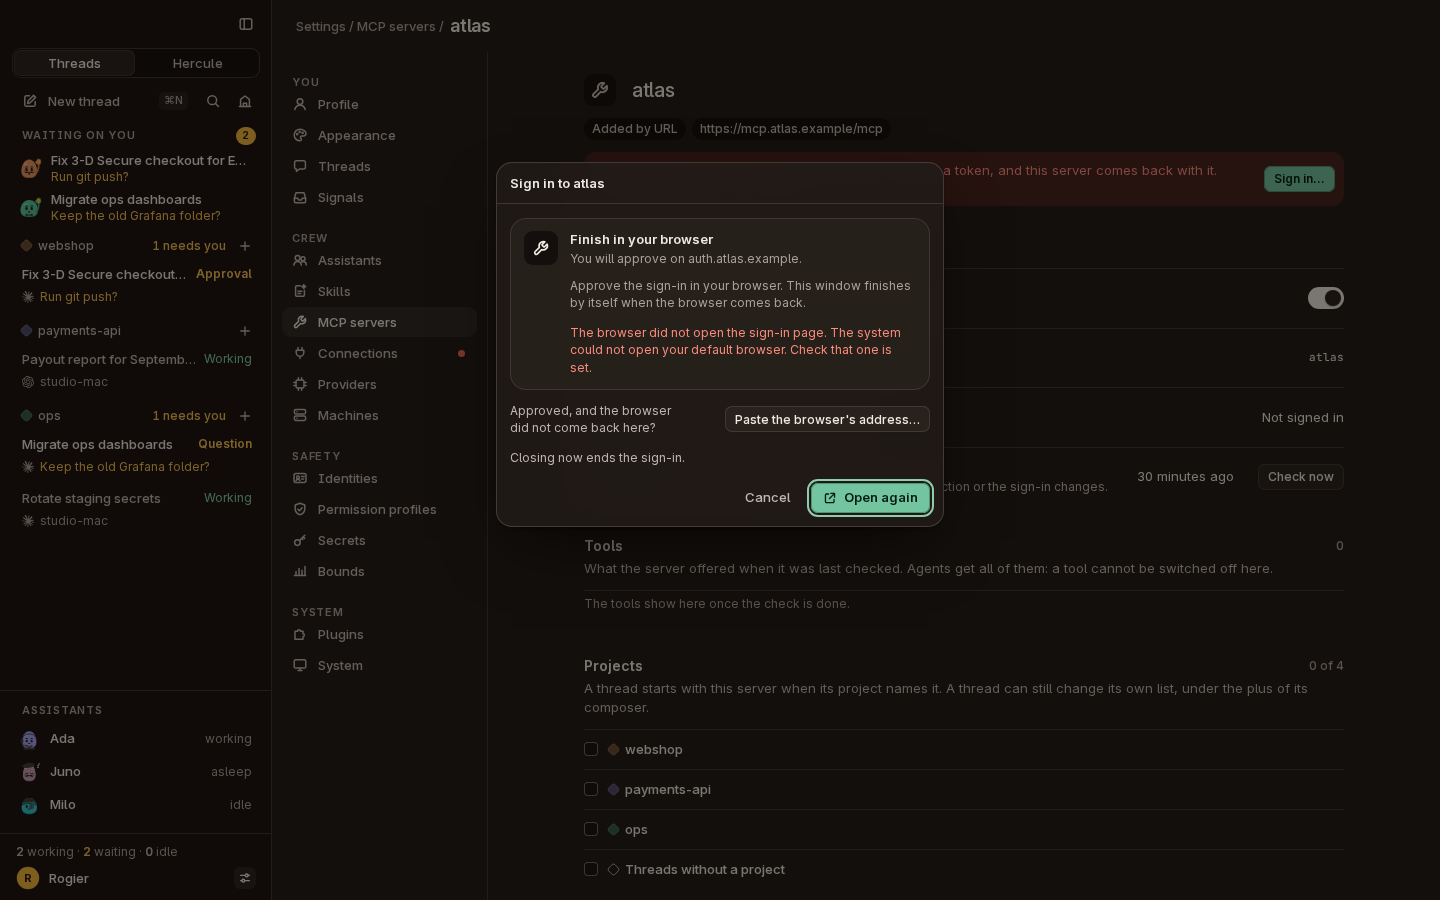 Threads
Hercule
New thread
⌘N
WAITING ON YOU
2
Fix 3-D Secure checkout for E…
Run git push?
Migrate ops dashboards
Keep the old Grafana folder?
webshop
1 needs you
Fix 3-D Secure checkout…
Approval
Run git push?
payments-api
Payout report for Septemb…
Working
studio-mac
ops
1 needs you
Migrate ops dashboards
Question
Keep the old Grafana folder?
Rotate staging secrets
Working
studio-mac
ASSISTANTS
Ada
working
Juno
asleep
Milo
idle
2 working · 2 waiting · 0 idle
R
Rogier
Settings / MCP servers / atlas
YOU
Profile
Appearance
Threads
Signals
CREW
Assistants
Skills
MCP servers
Connections
Providers
Machines
SAFETY
Identities
Permission profiles
Secrets
Bounds
SYSTEM
Plugins
System
atlas
Added by URL
https://mcp.atlas.example/mcp
a token, and this server comes back with it.
Sign in…
atlas
Not signed in
ction or the sign-in changes.
30 minutes ago
Check now
Sign in to atlas
Finish in your browser
You will approve on auth.atlas.example.
Approve the sign-in in your browser. This window finishes
by itself when the browser comes back.
The browser did not open the sign-in page. The system
could not open your default browser. Check that one is
set.
Approved, and the browser
did not come back here?
Paste the browser's address…
Closing now ends the sign-in.
Cancel
Open again
Tools
0
What the server offered when it was last checked. Agents get all of them: a tool cannot be switched off here.
The tools show here once the check is done.
Projects
0 of 4
A thread starts with this server when its project names it. A thread can still change its own list, under the plus of its
composer.
webshop
payments-api
ops
Threads without a project